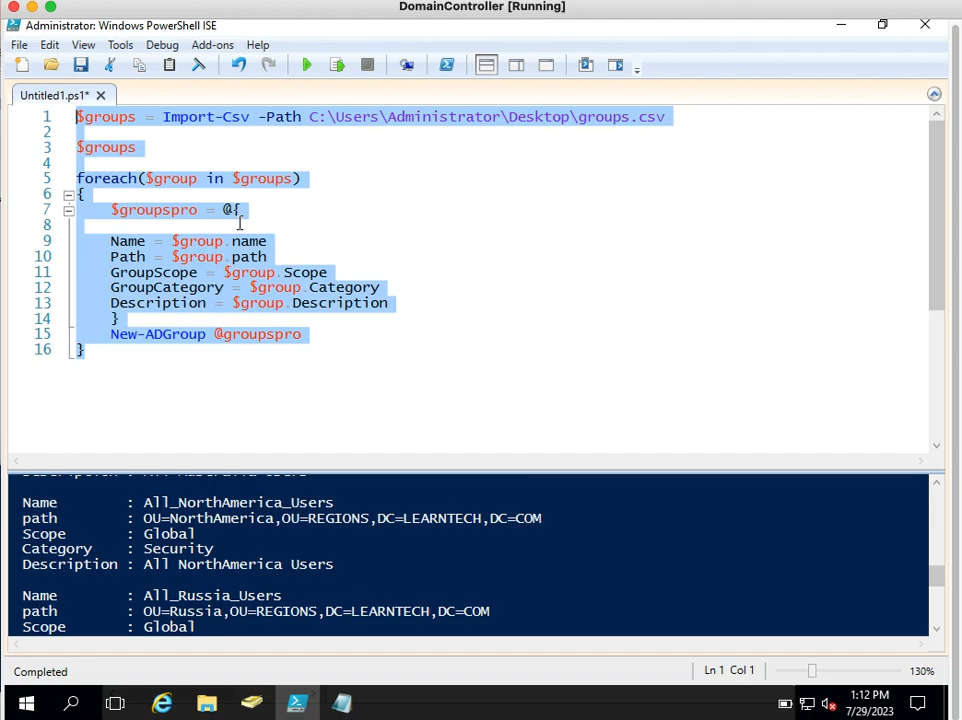 DomainController [Running]
Administrator: Windows PowerShell ISE
File Edit View Tools Debug Add-ons Help
Untitled1.ps1*
1 $groups = Import-Csv -Path C:\Users\Administrator\Desktop\groups.csv
2
3 $groups
4
5 foreach($group in $groups)
6 {
7 $groupspro = @{
8
9 Name = $group.name
10 Path = $group.path
11 GroupScope = $group.Scope
12 GroupCategory = $group.Category
13 Description = $group.Description
14 }
15 New-ADGroup @groupspro
16 }
Name : All_NorthAmerica_Users
path : OU=NorthAmerica,OU=REGIONS,DC=LEARNTECH,DC=COM
Scope : Global
Category : Security
Description : All NorthAmerica Users
Name : All_Russia_Users
path : OU=Russia,OU=REGIONS,DC=LEARNTECH,DC=COM
Scope : Global
Completed
Ln 1 Col 1
130%
1:12 PM
7/29/2023